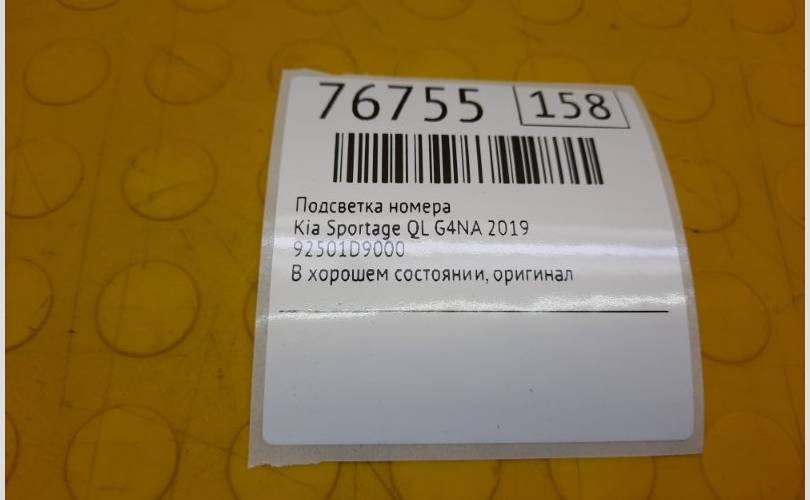 76755 158
Подсветка номера
Kia Sportage QL G4NA 2019
92501D9000
В хорошем состоянии, оригинал